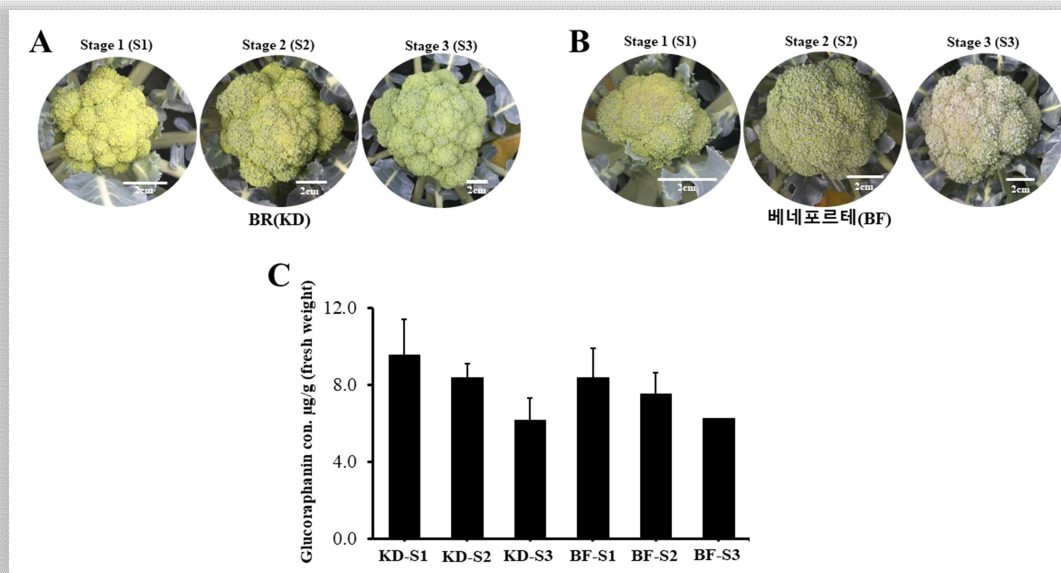 A
Stage 1 (S1)
Stage 2 (S2)
Stage 3 (S3)
2cm
2cm
2cm
BR(KD)
B
Stage 1 (S1)
Stage 2 (S2)
Stage 3 (S3)
2cm
2cm
2cm
베네포르테(BF)
C
Glucoraphanin con. µg/g (fresh weight)
12.0
8.0
4.0
0.0
KD-S1 KD-S2 KD-S3 BF-S1 BF-S2 BF-S3